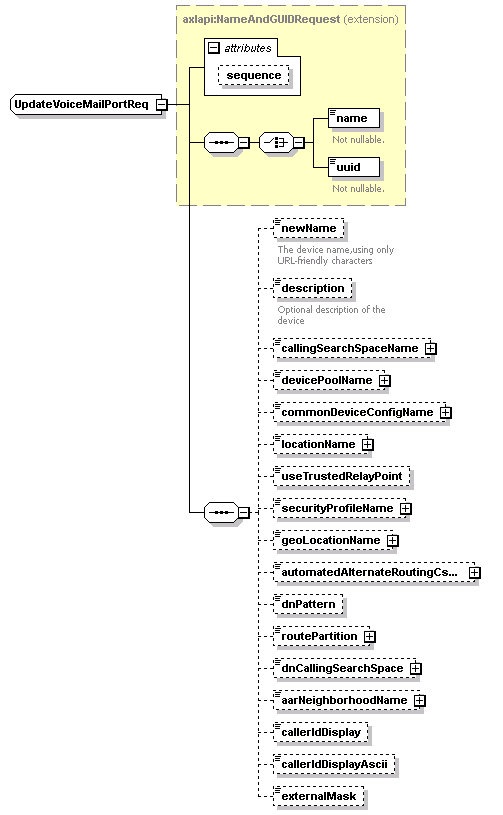 axlapi:NameAndGUIDRequest (extension)
attributes
sequence
UpdateVoiceMailPortReq
name
Not nullable.
uuid
Not nullable.
newName
The device name,using only
URL-friendly characters
description
Optional description of the
device
callingSearchSpaceName
devicePoolName
commonDeviceConfigName
locationName
useTrustedRelayPoint
securityProfileName
geoLocationName
automatedAlternateRoutingCs...
dnPattern
routePartition
dnCallingSearchSpace
aarNeighborhoodName
callerIdDisplay
callerIdDisplayAscii
externalMask